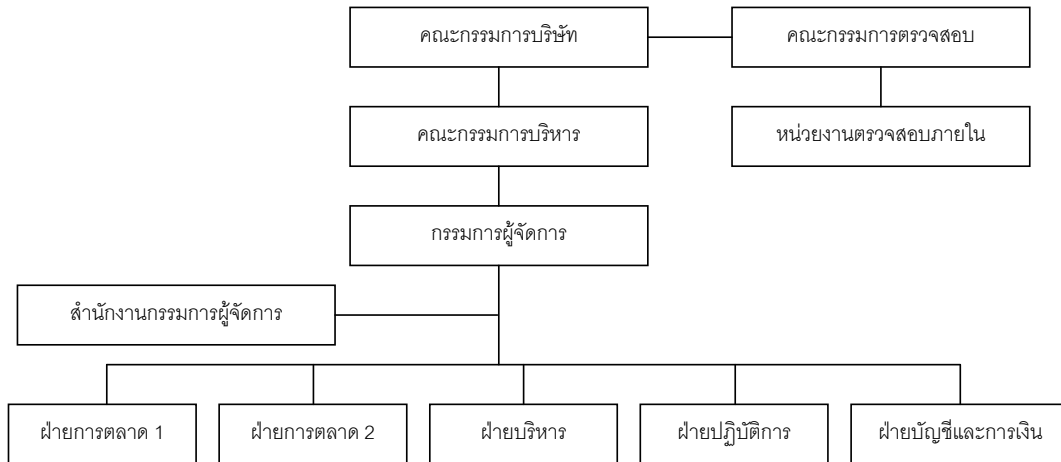 คณะกรรมการบริษัท
คณะกรรมการตรวจสอบ
คณะกรรมการบริหาร
หน่วยงานตรวจสอบภายใน
กรรมการผู้จัดการ
สำนักงานกรรมการผู้จัดการ
ฝ่ายการตลาด 1
ฝ่ายการตลาด 2
ฝ่ายบริหาร
ฝ่ายปฏิบัติการ
ฝ่ายบัญชีและการเงิน